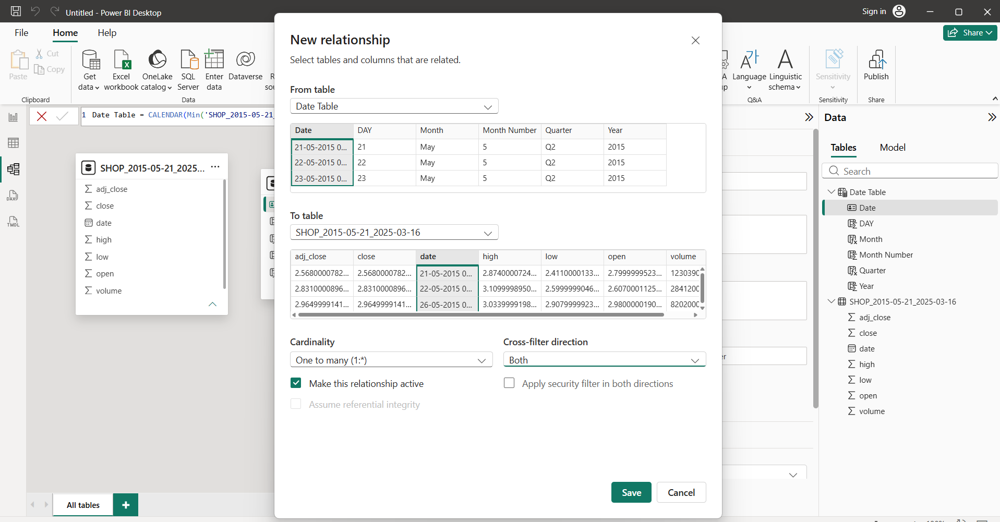 Untitled - Power BI Desktop
Sign in
File
Home
Help
Share
Paste
Cut
Copy
Clipboard
Get data
Excel workbook
OneLake catalog
SQL Server
Enter data
Dataverse
Data
Language
Linguistic schema
Q&A
Sensitivity
Sensitivity
Publish
Share
1 Date Table = CALENDAR(Min('SHOP_2015-05-21_
SHOP_2015-05-21_2025...
adj_close
close
date
high
low
open
volume
DAX
TMDL
All tables
New relationship
Select tables and columns that are related.
From table
Date Table
Date DAY Month Month Number Quarter Year
21-05-2015 0... 21 May 5 Q2 2015
22-05-2015 0... 22 May 5 Q2 2015
23-05-2015 0... 23 May 5 Q2 2015
To table
SHOP_2015-05-21_2025-03-16
adj_close close date high low open volume
2.5680000782... 2.5680000782... 21-05-2015 0... 2.8740000724... 2.4110000133... 2.7999999523... 1230390
2.8310000896... 2.8310000896... 22-05-2015 0... 3.1099998950... 2.5999999046... 2.6070001125... 2841200
2.9649999141... 2.9649999141... 26-05-2015 0... 3.0339999198... 2.9079999923... 2.9800000190... 8202000
Cardinality
One to many (1:*)
Cross-filter direction
Both
Make this relationship active
Apply security filter in both directions
Assume referential integrity
Save
Cancel
Data
Tables
Model
Search
Date Table
Date
DAY
Month
Month Number
Quarter
Year
SHOP_2015-05-21_2025-03-16
adj_close
close
date
high
low
open
volume